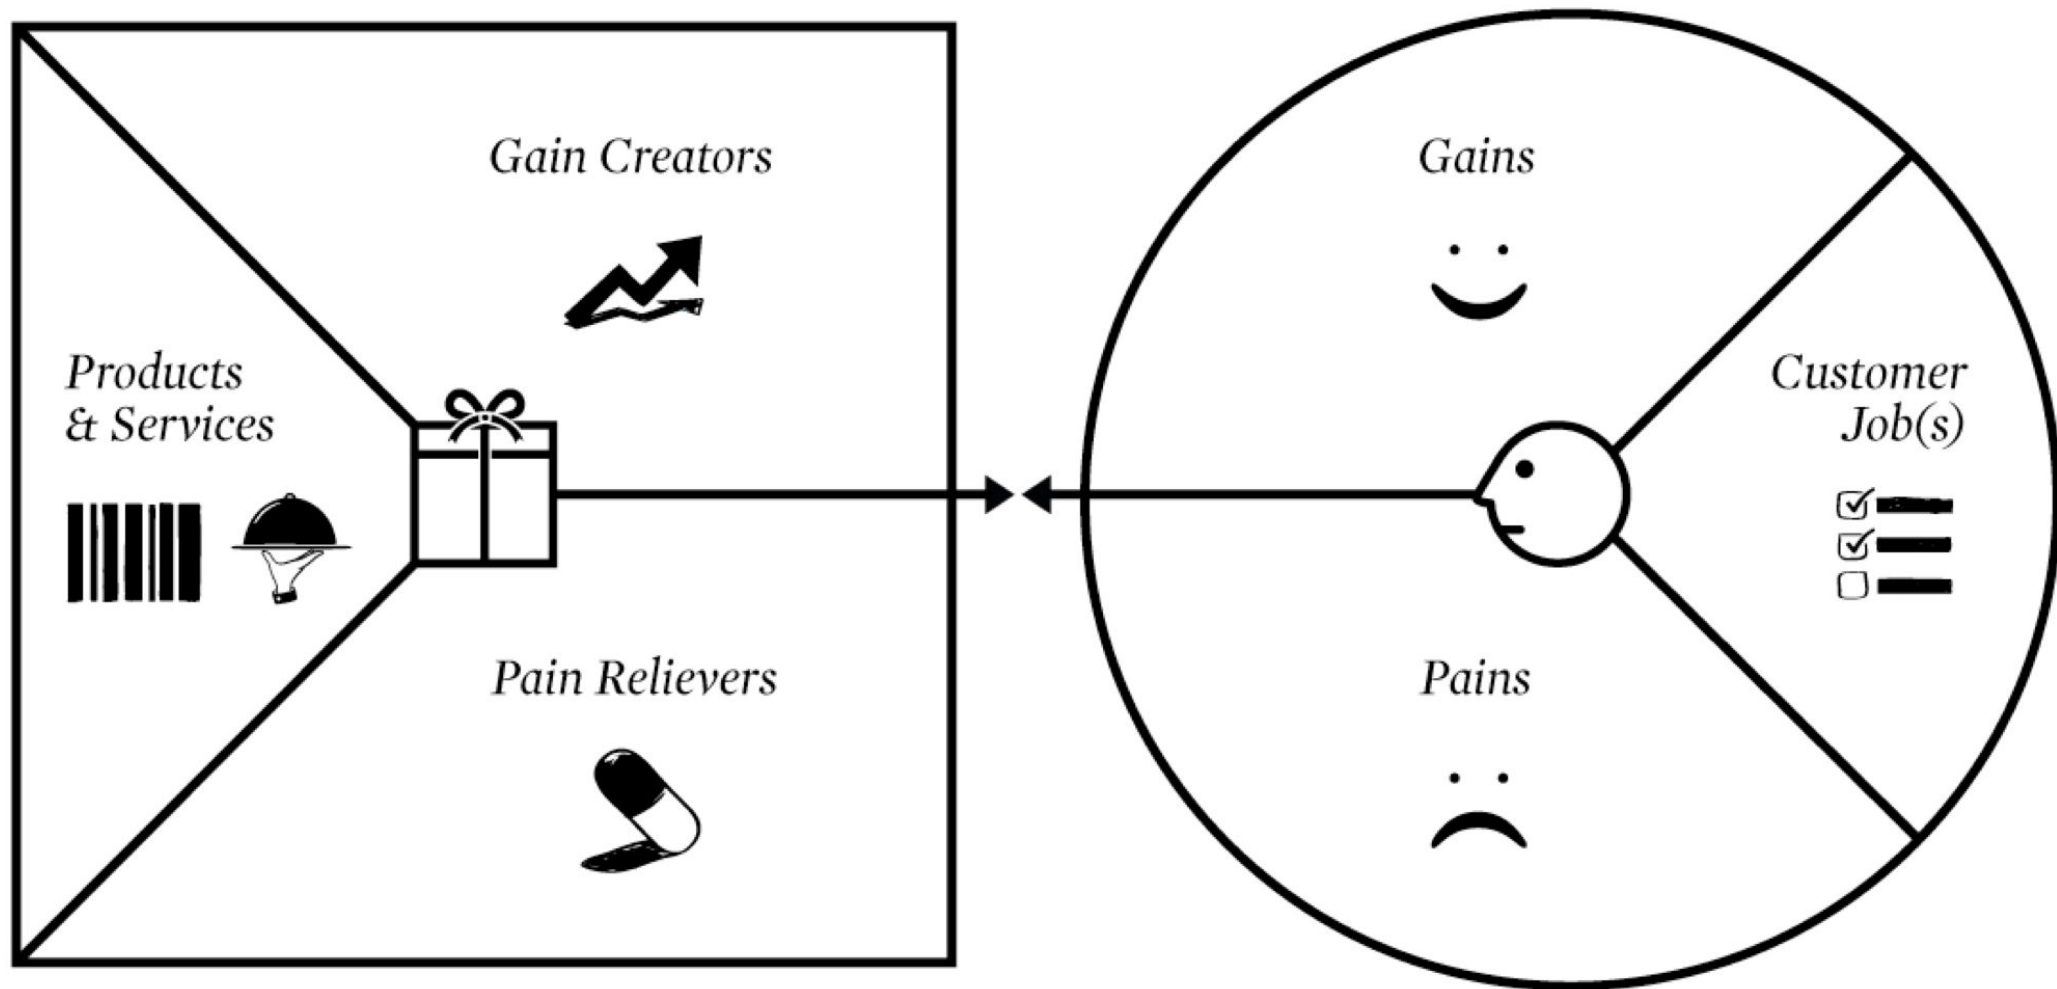 Gain Creators
Products
& Services
Pain Relievers
Gains
Customer
Job(s)
Pains